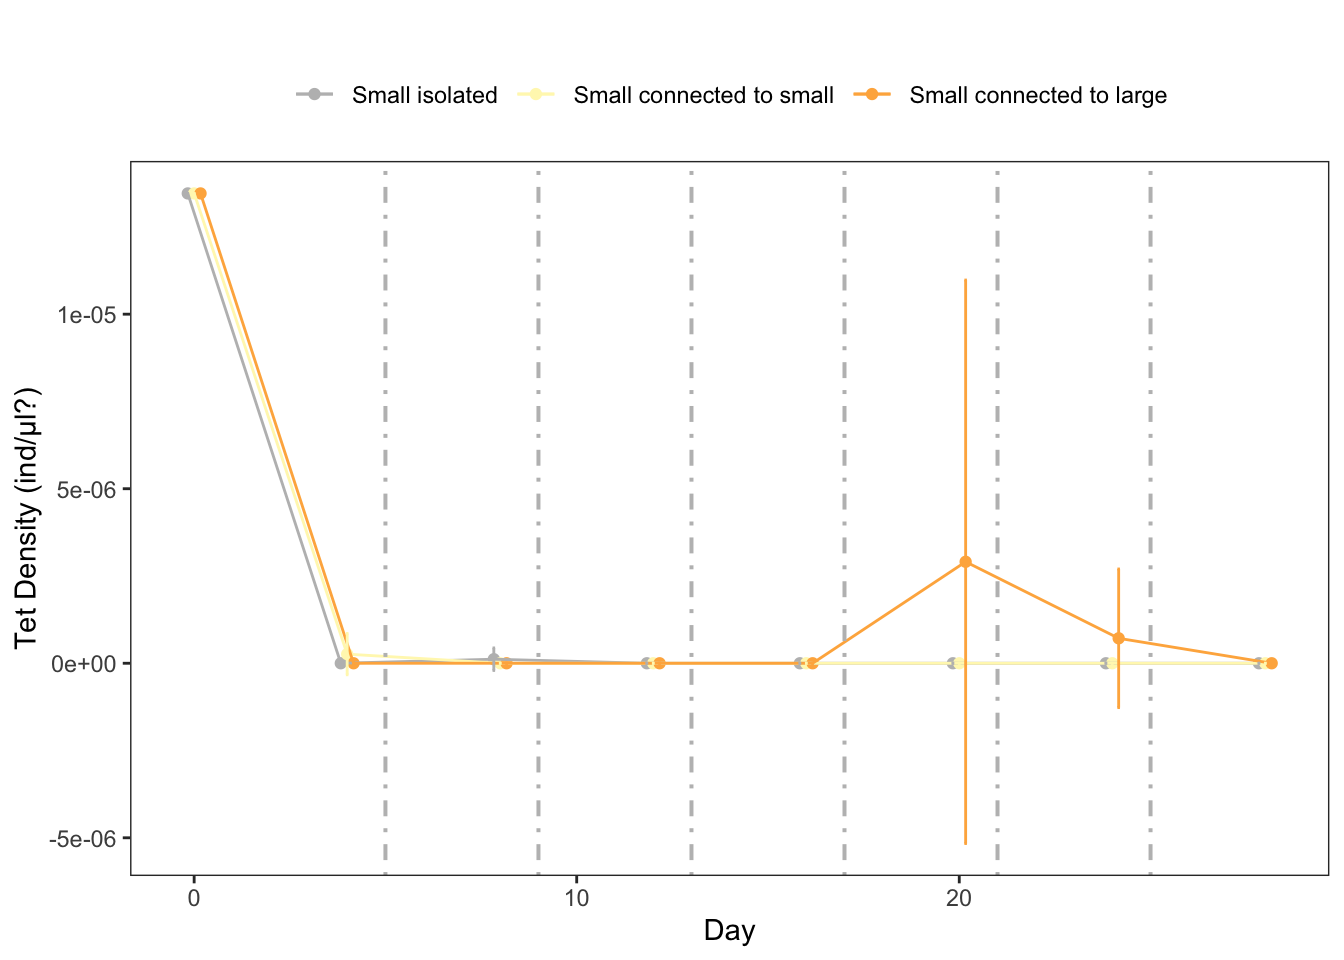 Small isolated Small connected to small Small connected to large
Tet Density (ind/µl?)
1e-05
5e-06
0e+00
-5e-06
0 10 20
Day